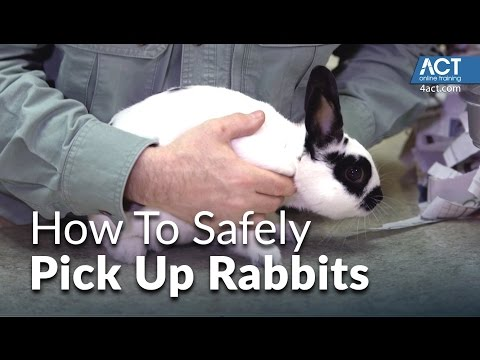 ACT
online training
4act.com
How To Safely
Pick Up Rabbits